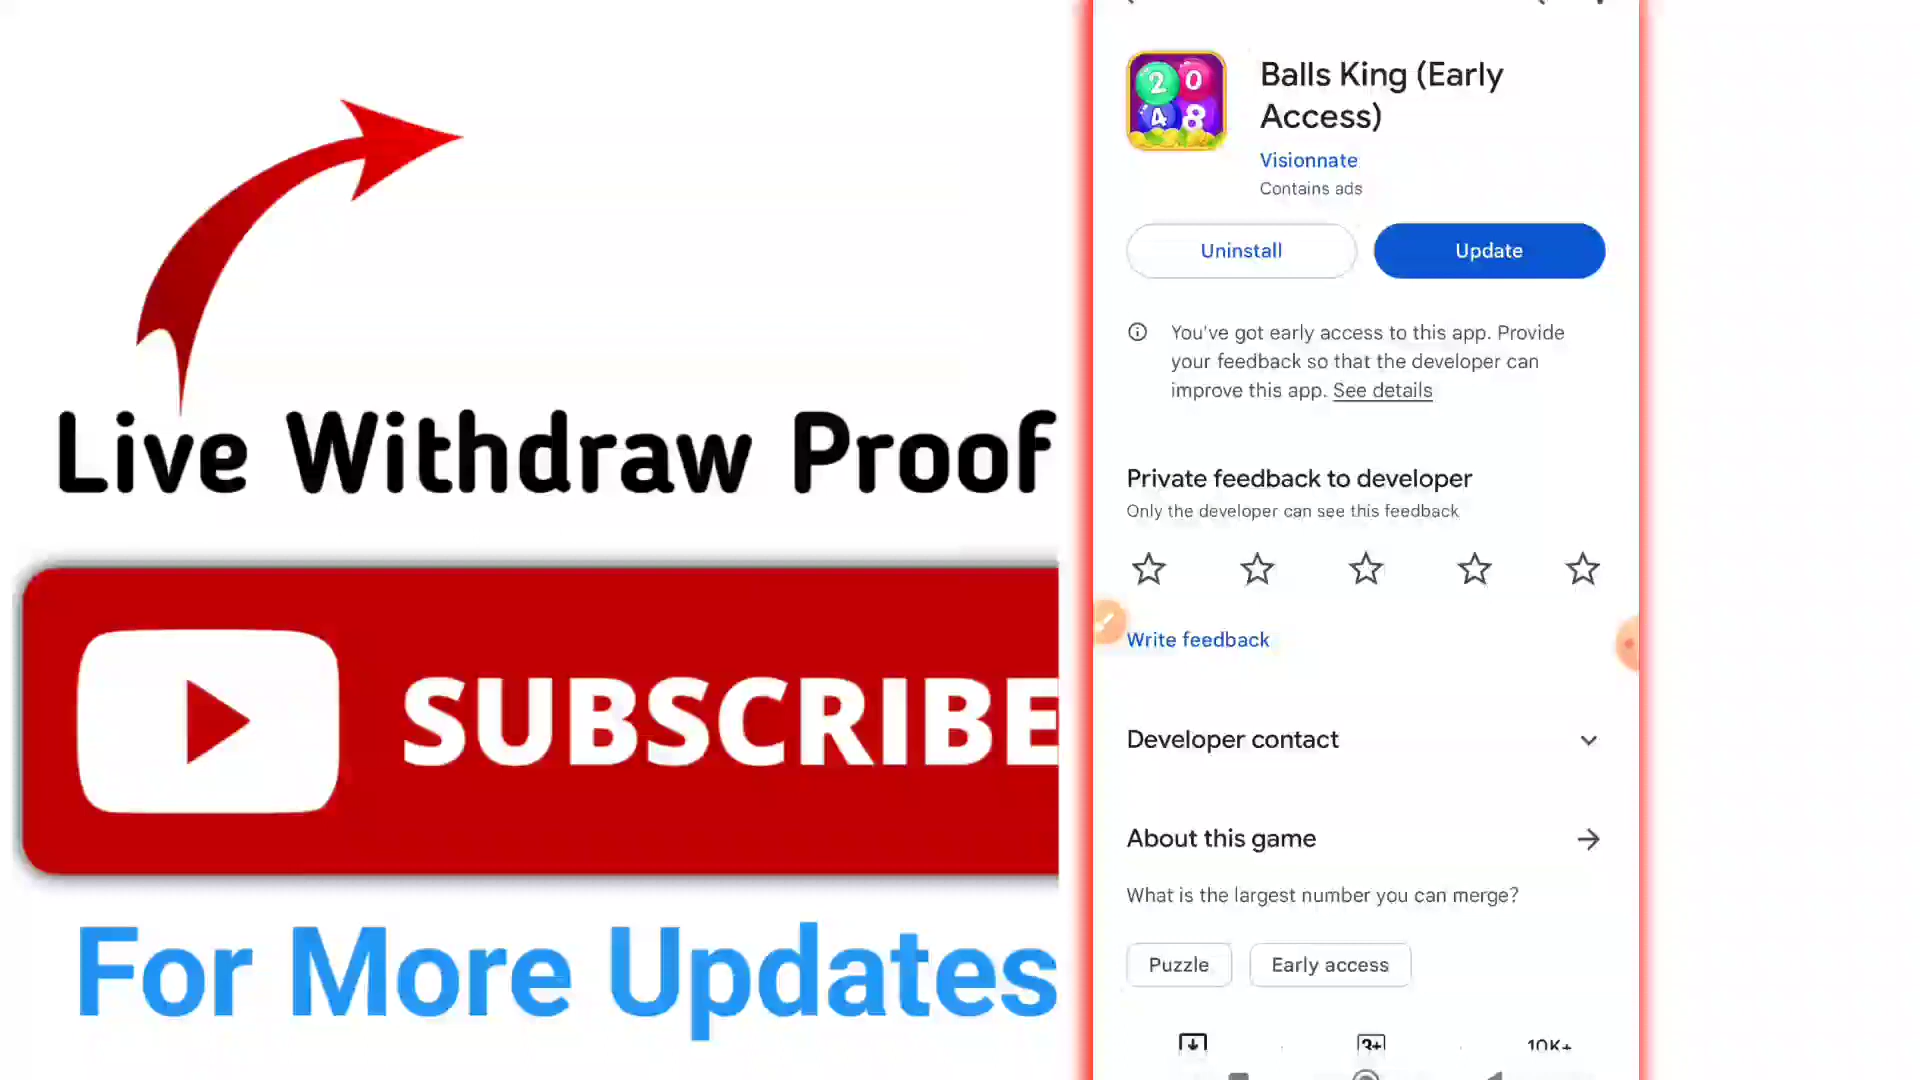 Live Withdraw Proof
SUBSCRIBE
For More Updates
2 0
4 8
Balls King (Early
Access)
Visionnate
Contains ads
Uninstall
Update
You've got early access to this app. Provide
your feedback so that the developer can
improve this app. See details
Private feedback to developer
Only the developer can see this feedback
Write feedback
Developer contact
About this game
What is the largest number you can merge?
Puzzle
Early access
3+
10K+